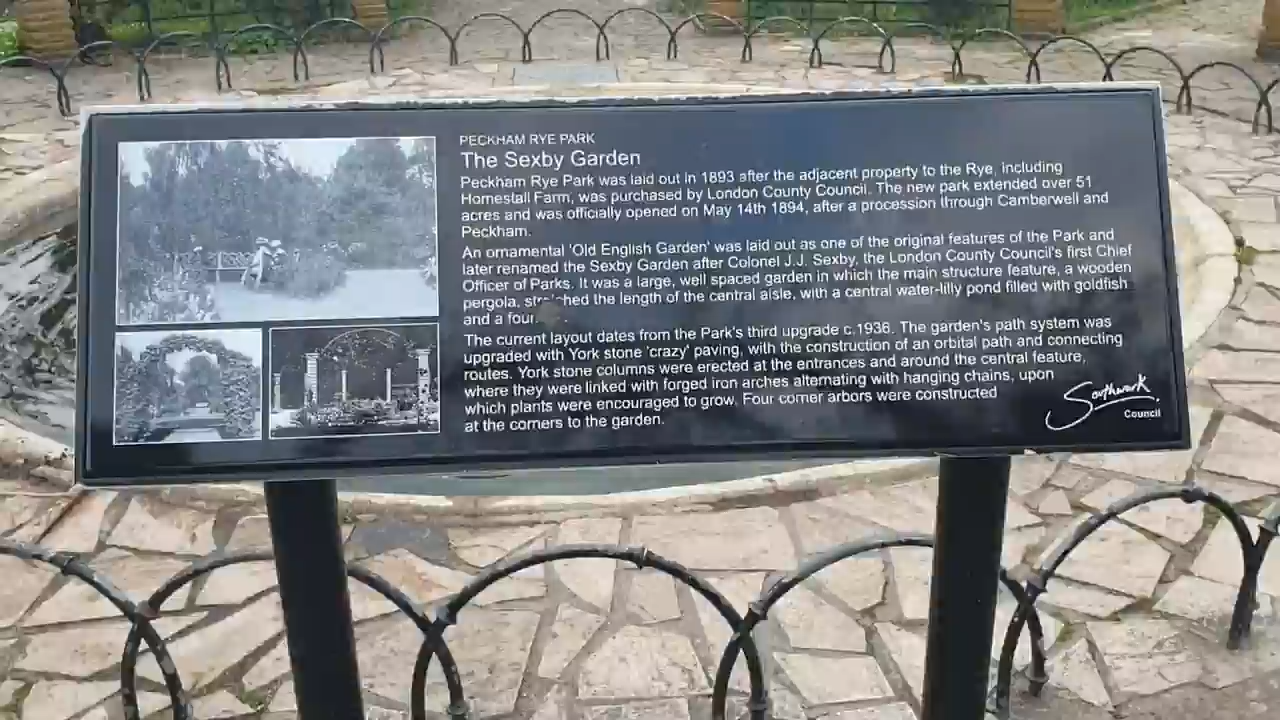 PECKHAM RYE PARK
The Sexby Garden
Peckham Rye Park was laid out in 1893 after the adjacent property to the Rye, including
Homestall Farm, was purchased by London County Council. The new park extended over 51
acres and was officially opened on May 14th 1894, after a procession through Camberwell and
Peckham.
An ornamental 'Old English Garden' was laid out as one of the original features of the Park and
later renamed the Sexby Garden after Colonel J.J. Sexby, the London County Council's first Chief
Officer of Parks. It was a large, well spaced garden in which the main structure feature, a wooden
pergola, stretched the length of the central aisle, with a central water-lilly pond filled with goldfish
and a four
The current layout dates from the Park's third upgrade c.1936. The garden's path system was
upgraded with York stone 'crazy' paving, with the construction of an orbital path and connecting
routes. York stone columns were erected at the entrances and around the central feature,
where they were linked with forged iron arches alternating with hanging chains, upon
which plants were encouraged to grow. Four corner arbors were constructed
at the corners to the garden.
Southwark
Council